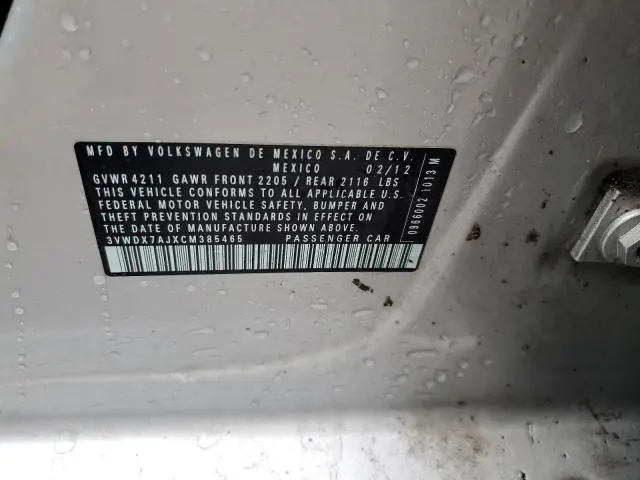 MFD BY VOLKSWAGEN DE MEXICO S.A. DE C.V.
MEXICO 02/12
GVWR 4211 GAWR FRONT 2205 / REAR 2116 LBS
THIS VEHICLE CONFORMS TO ALL APPLICABLE U.S.
FEDERAL MOTOR VEHICLE SAFETY, BUMPER AND
THEFT PREVENTION STANDARDS IN EFFECT ON
THE DATE OF MANUFACTURE SHOWN ABOVE.
3VWDX7AJXCM385465 PASSENGER CAR
0966002 1013 M